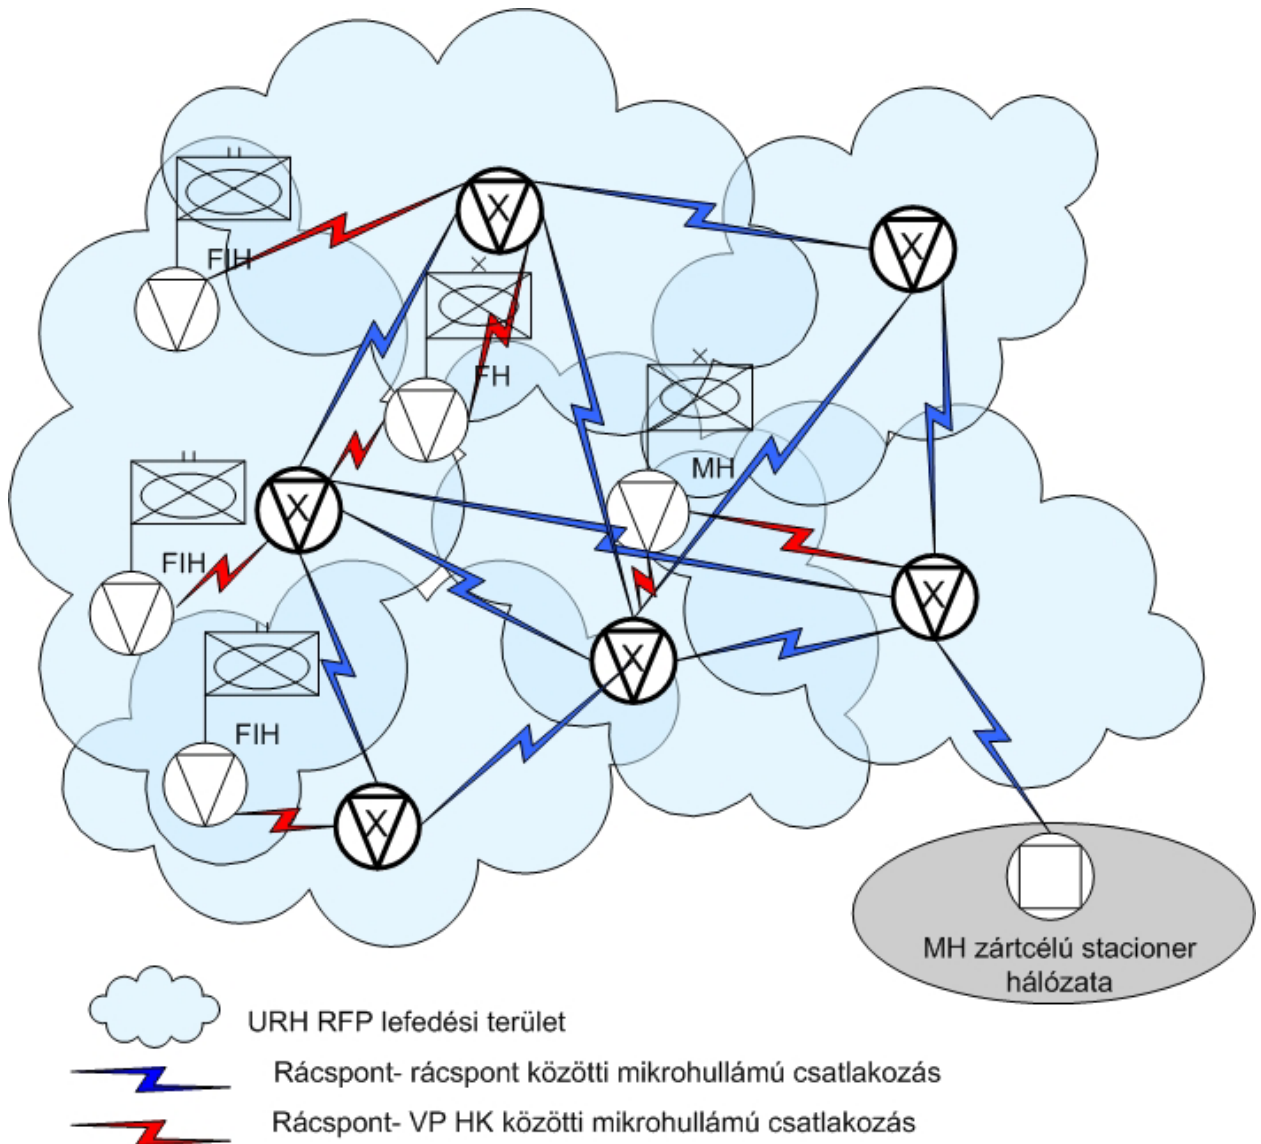 X
X
FIH
X
FH
X
MH
X
FIH
X
X
FIH
X
MH zártcélú stacioner
hálózata
URH RFP lefedési terület
Rácspont- rácspont közötti mikrohullámú csatlakozás
Rácspont- VP HK közötti mikrohullámú csatlakozás